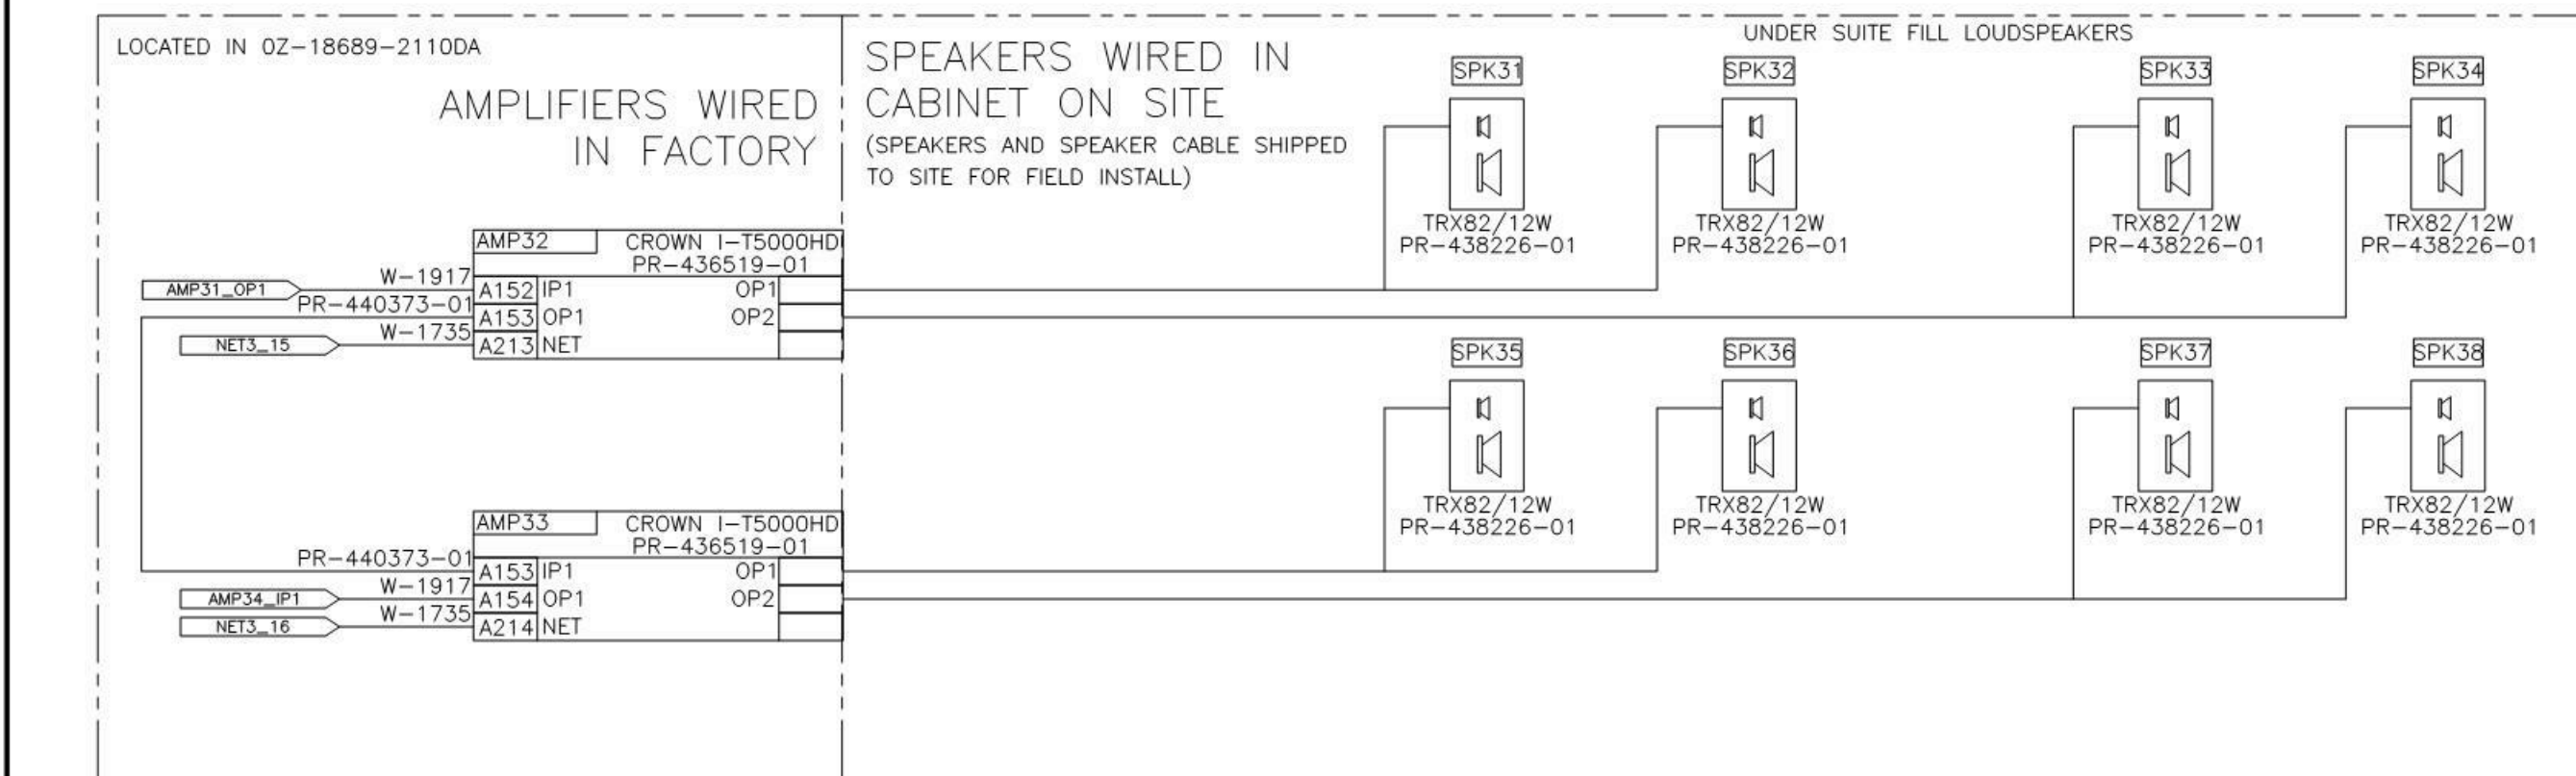 LOCATED IN 0Z-18689-2110DA
AMPLIFIERS WIRED
IN FACTORY
SPEAKERS WIRED IN
CABINET ON SITE
(SPEAKERS AND SPEAKER CABLE SHIPPED
TO SITE FOR FIELD INSTALL)
UNDER SUITE FILL LOUDSPEAKERS
SPK31
TRX82/12W
PR-438226-01
SPK32
TRX82/12W
PR-438226-01
SPK33
TRX82/12W
PR-438226-01
SPK34
TRX82/12W
PR-438226-01
AMP32
CROWN I-T5000HD
PR-436519-01
AMP31_OP1
W-1917
A152 IP1
OP1
PR-440373-01
A153 OP1
OP2
NET3_15
W-1735
A213 NET
SPK35
TRX82/12W
PR-438226-01
SPK36
TRX82/12W
PR-438226-01
SPK37
TRX82/12W
PR-438226-01
SPK38
TRX82/12W
PR-438226-01
AMP33
CROWN I-T5000HD
PR-436519-01
PR-440373-01
A153 IP1
OP1
AMP34_IP1
W-1917
A154 OP1
OP2
NET3_16
W-1735
A214 NET